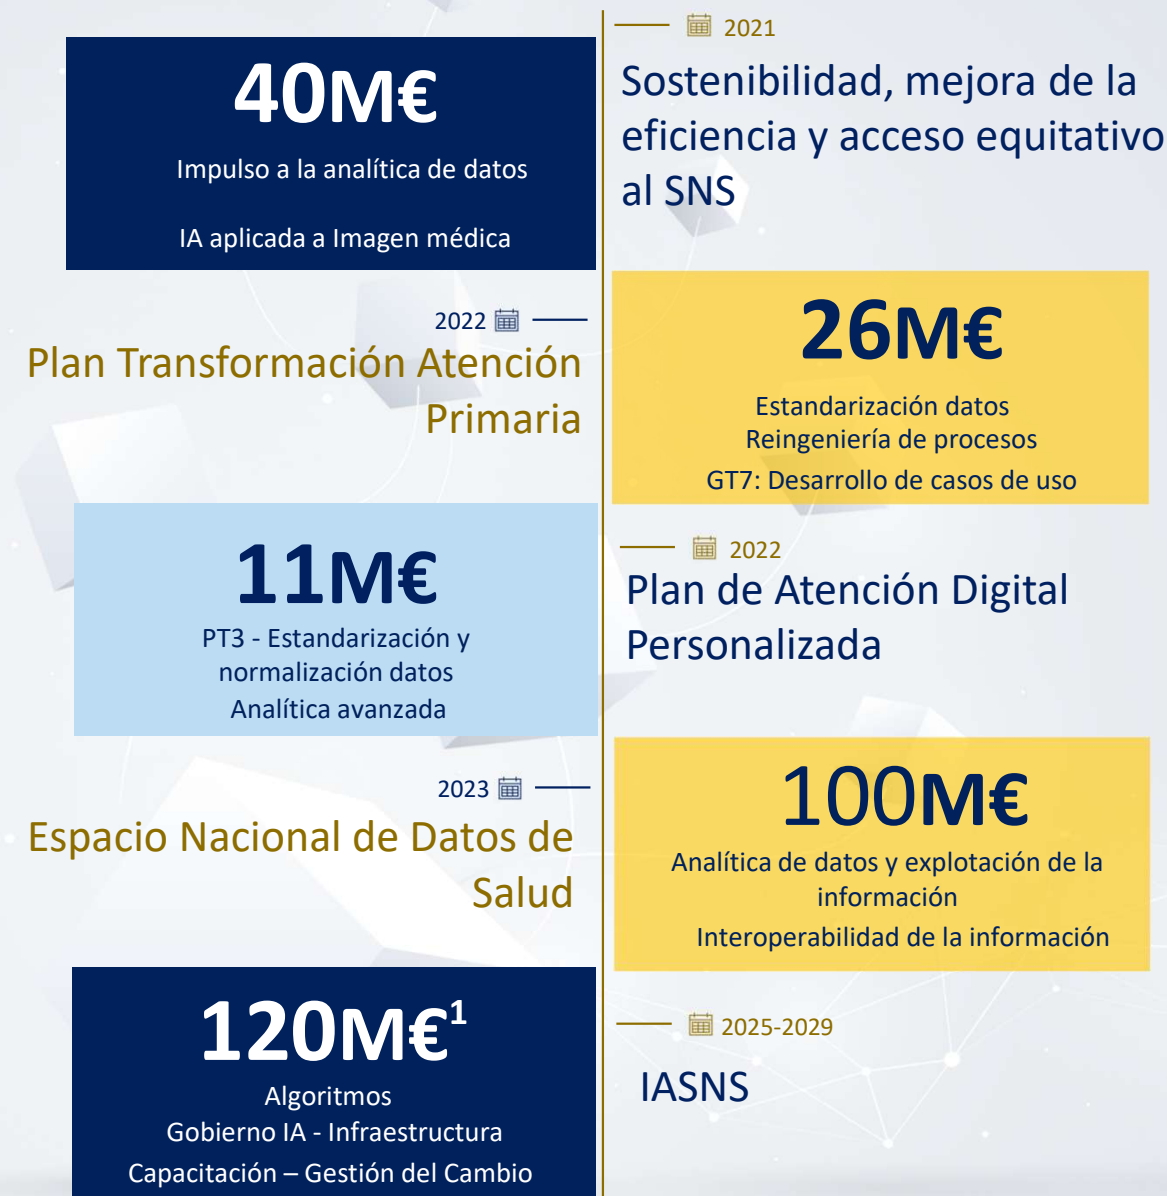 2021
40M€
Impulso a la analítica de datos
IA aplicada a Imagen médica
Sostenibilidad, mejora de la
eficiencia y acceso equitativo
al SNS
2022
Plan Transformación Atención
Primaria
26M€
Estandarización datos
Reingeniería de procesos
GT7: Desarrollo de casos de uso
11M€
PT3 - Estandarización y
normalización datos
Analítica avanzada
2022
Plan de Atención Digital
Personalizada
2023
Espacio Nacional de Datos de
Salud
100M€
Analítica de datos y explotación de la
información
Interoperabilidad de la información
120M€¹
Algoritmos
Gobierno IA - Infraestructura
Capacitación – Gestión del Cambio
2025-2029
IASNS